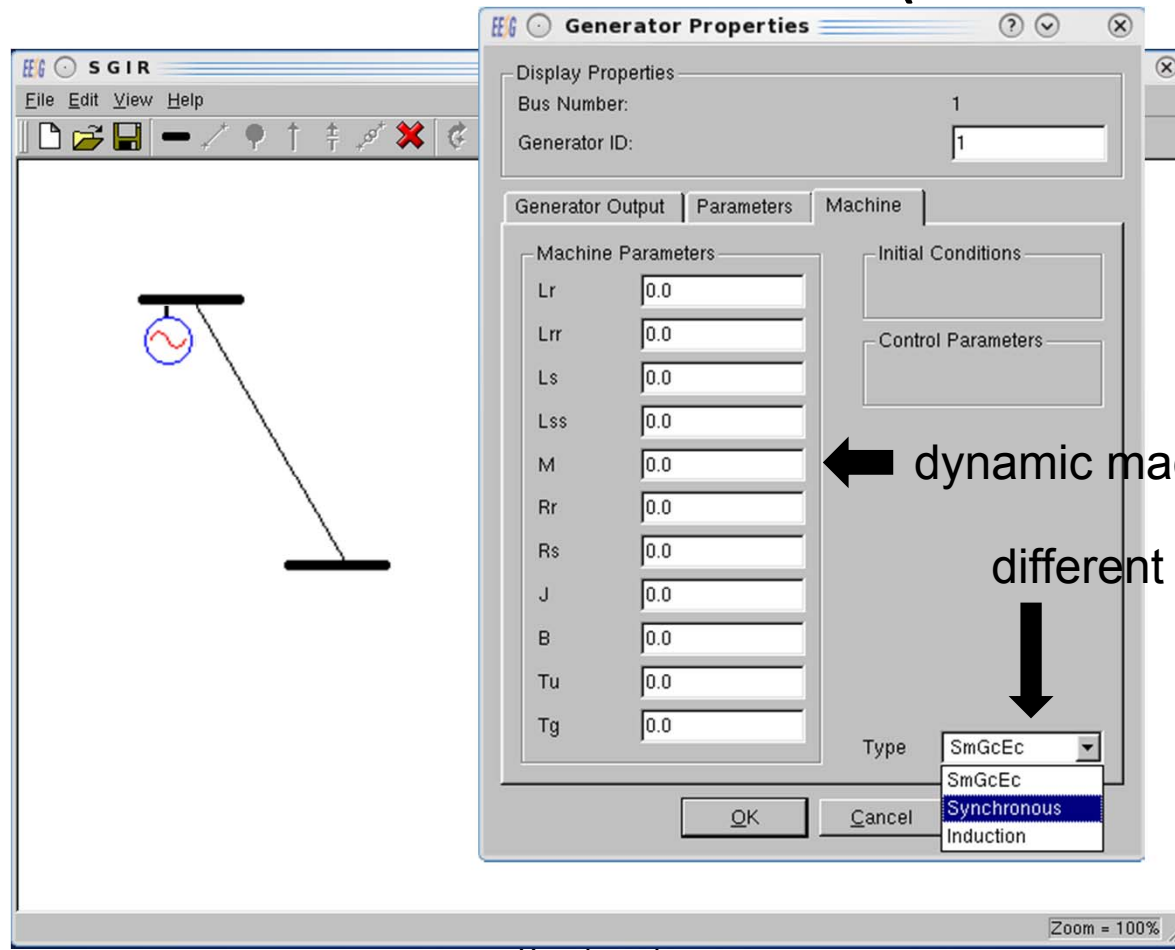 Generator Properties
Display Properties
Bus Number: 1
Generator ID: 1
Generator Output Parameters Machine
Machine Parameters
Lr 0.0
Lrr 0.0
Ls 0.0
Lss 0.0
M 0.0
Rr 0.0
Rs 0.0
J 0.0
B 0.0
Tu 0.0
Tg 0.0
Initial Conditions
Control Parameters
Type SmGcEc
SmGcEc
Synchronous
Induction
OK Cancel
SGIR
File Edit View Help
dynamic
different
Zoom = 100%